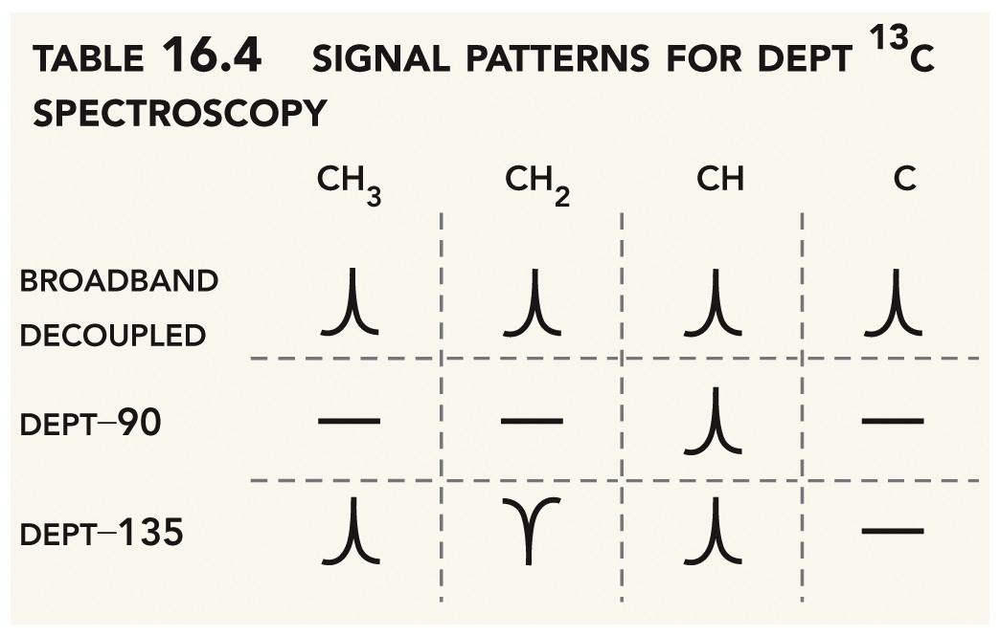 TABLE 16.4 SIGNAL PATTERNS FOR DEPT ¹³C
SPECTROSCOPY
CH₃ CH₂ CH C
BROADBAND
DECOUPLED
DEPT–90
DEPT–135